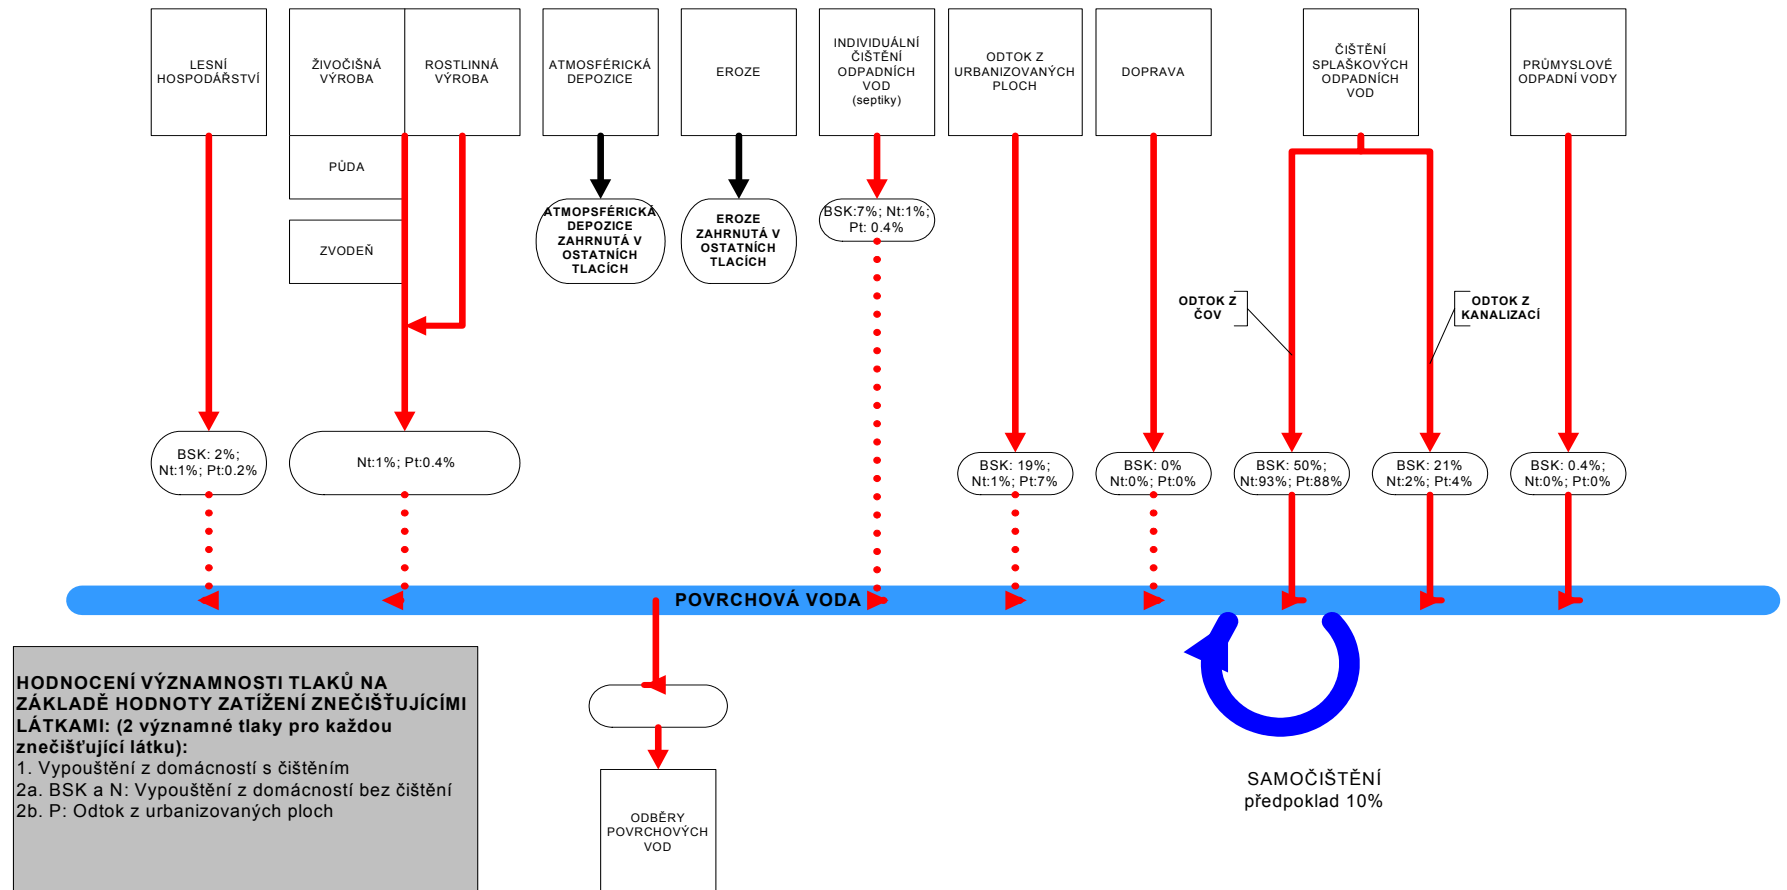 LESNÍ
HOSPODÁŘSTVÍ
ŽIVOČIŠNÁ
VÝROBA
ROSTLINNÁ
VÝROBA
ATMOSFÉRICKÁ
DEPOZICE
EROZE
INDIVIDUÁLNÍ
ČIŠTĚNÍ
ODPADNÍCH
VOD
(septiky)
ODTOK Z
URBANIZOVANÝCH
PLOCH
DOPRAVA
ČIŠTĚNÍ
SPLAŠKOVÝCH
ODPADNÍCH
VOD
PRŮMYSLOVÉ
ODPADNÍ VODY
PŮDA
ZVODEŇ
ATMOPSFÉRICKÁ
DEPOZICE
ZAHRNUTÁ V
OSTATNÍCH
TLACÍCH
EROZE
ZAHRNUTÁ V
OSTATNÍCH
TLACÍCH
BSK:7%; Nt:1%;
Pt: 0.4%
ODTOK Z
ČOV
ODTOK Z
KANALIZACÍ
BSK: 2%;
Nt:1%; Pt:0.2%
Nt:1%; Pt:0.4%
BSK: 19%;
Nt:1%; Pt:7%
BSK: 0%
Nt:0%; Pt:0%
BSK: 50%;
Nt:93%; Pt:88%
BSK: 21%
Nt:2%; Pt:4%
BSK: 0.4%;
Nt:0%; Pt:0%
POVRCHOVÁ VODA
HODNOCENÍ VÝZNAMNOSTI TLAKŮ NA
ZÁKLADĚ HODNOTY ZATÍŽENÍ ZNEČIŠŤUJÍCÍMI
LÁTKAMI: (2 významné tlaky pro každou
znečišťující látku):
1. Vypouštění z domácností s čištěním
2a. BSK a N: Vypouštění z domácností bez čištění
2b. P: Odtok z urbanizovaných ploch
ODBĚRY
POVRCHOVÝCH
VOD
SAMOČIŠTĚNÍ
předpoklad 10%